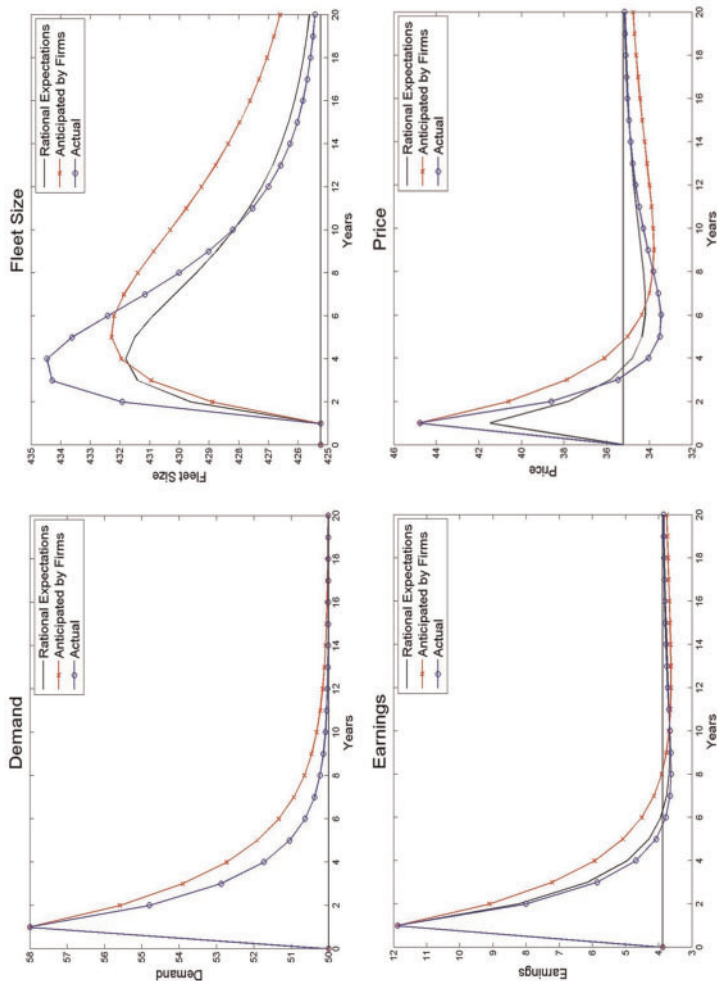 Demand
Rational Expectations
Anticipated by Firms
Actual
Demand
58
57
56
55
54
53
52
51
50
0 2 4 6 8 10 12 14 16 18 20
Years
Fleet Size
Rational Expectations
Anticipated by Firms
Actual
Fleet Size
435
434
433
432
431
430
429
428
427
426
425
0 2 4 6 8 10 12 14 16 18 20
Years
Earnings
Rational Expectations
Anticipated by Firms
Actual
Earnings
12
11
10
9
8
7
6
5
4
3
0 2 4 6 8 10 12 14 16 18 20
Years
Price
Rational Expectations
Anticipated by Firms
Actual
Price
46
44
42
40
38
36
34
32
0 2 4 6 8 10 12 14 16 18 20
Years